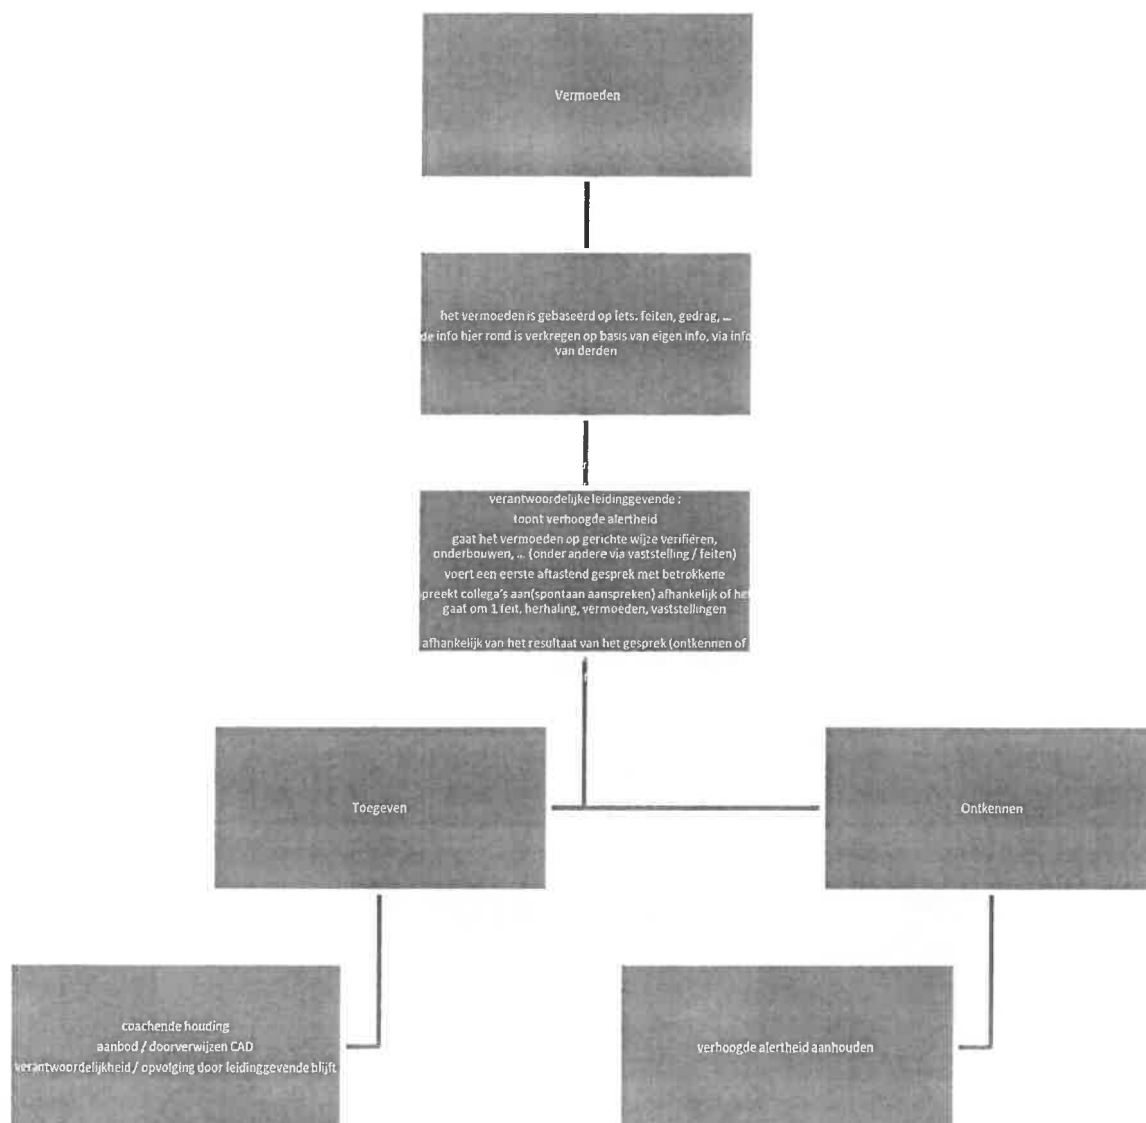 Vermoeden
het vermoeden is gebaseerd op iets: feiten, gedrag, ...
de info hier rond is verkregen op basis van eigen info, via info
van derden
verantwoordelijke leidinggevende :
toont verhoogde alertheid
gaat het vermoeden op gerichte wijze verifiëren,
onderbouwen, ... (onder andere via vaststelling / feiten)
voert een eerste aftastend gesprek met betrokkene
spreekt collega's aan(spontaan aanspreken) afhankelijk of het
gaat om 1 feit, herhaling, vermoeden, vaststellingen
afhankelijk van het resultaat van het gesprek (ontkennen of
Toegeven
Ontkennen
coachende houding
aanbod / doorverwijzen CAD
verantwoordelijkheid / opvolging door leidinggevende blijft
verhoogde alertheid aanhouden